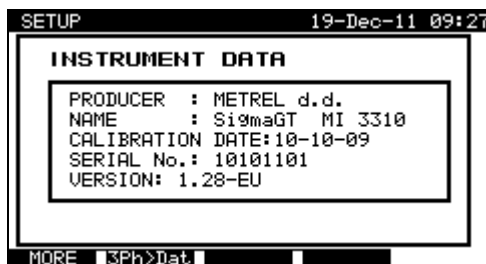 SETUP 19-Dec-11 09:27
INSTRUMENT DATA
PRODUCER : METREL d.d.
NAME : SigmaGT MI 3310
CALIBRATION DATE:10-10-09
SERIAL No.: 10101101
VERSION: 1.28-EU
MORE 3Ph>Dat